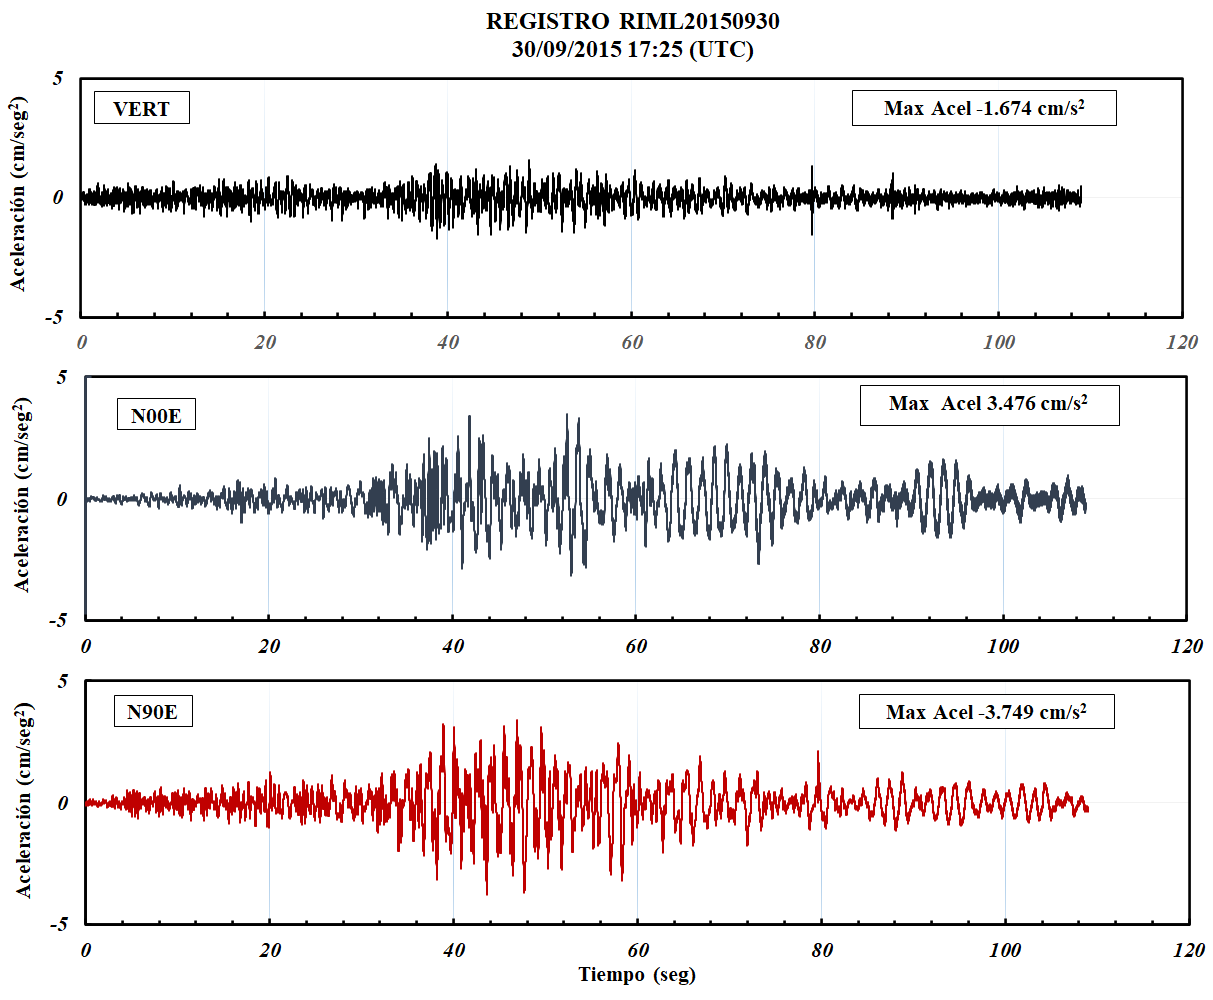 REGISTRO RIML20150930
30/09/2015 17:25 (UTC)
5
VERT
Max Acel -1.674 cm/s²
Aceleración (cm/seg²)
0
-5
0 20 40 60 80 100 120
5
N00E
Max Acel 3.476 cm/s²
Aceleración (cm/seg²)
0
-5
0 20 40 60 80 100 120
5
N90E
Max Acel -3.749 cm/s²
Aceleración (cm/seg²)
0
-5
0 20 40 60 80 100 120
Tiempo (seg)